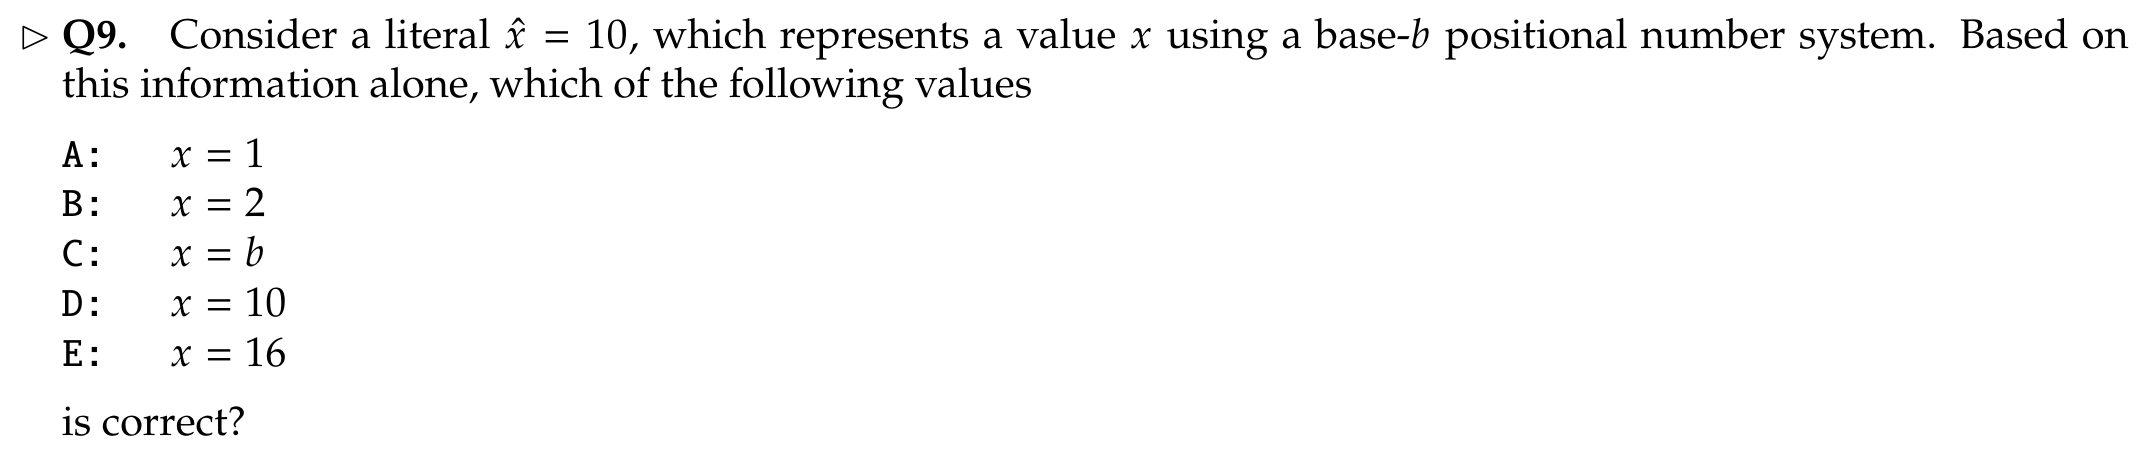 ▷ Q9. Consider a literal x̂ = 10, which represents a value x using a base-b positional number system. Based on
this information alone, which of the following values
A: x = 1
B: x = 2
C: x = b
D: x = 10
E: x = 16
is correct?